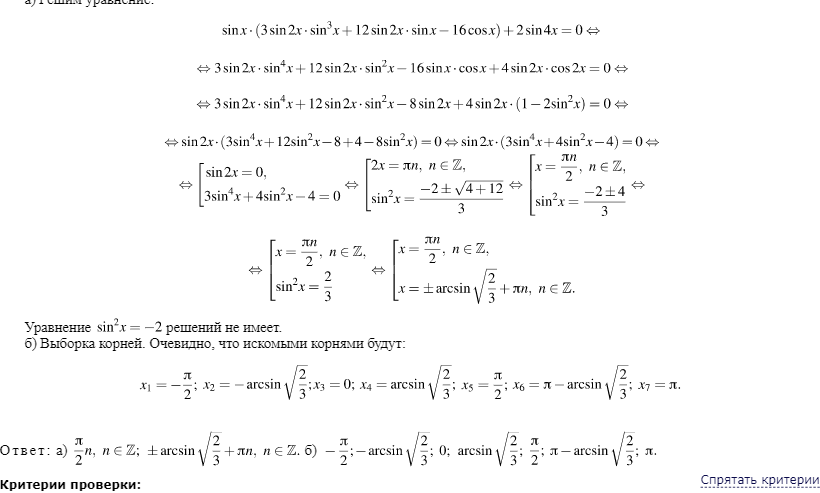 а) Решим уравнение:
sin x · (3 sin 2x · sin³x + 12 sin 2x · sin x − 16 cos x) + 2 sin 4x = 0 ⇔
⇔ 3 sin 2x · sin⁴x + 12 sin 2x · sin²x − 16 sin x · cos x + 4 sin 2x · cos 2x = 0 ⇔
⇔ 3 sin 2x · sin⁴x + 12 sin 2x · sin²x − 8 sin 2x + 4 sin 2x · (1 − 2sin²x) = 0 ⇔
⇔ sin 2x · (3sin⁴x + 12sin²x − 8 + 4 − 8sin²x) = 0 ⇔ sin 2x · (3sin⁴x + 4sin²x − 4) = 0 ⇔
⇔ [ sin 2x = 0, 3sin⁴x + 4sin²x − 4 = 0 ⇔ [ 2x = πn, n ∈ ℤ, sin²x = (−2 ± √(4 + 12))/3 ⇔ [ x = πn/2, n ∈ ℤ, sin²x = (−2 ± 4)/3 ⇔
⇔ [ x = πn/2, n ∈ ℤ, sin²x = 2/3 ⇔ [ x = πn/2, n ∈ ℤ, x = ± arcsin √(2/3) + πn, n ∈ ℤ.
Уравнение sin²x = −2 решений не имеет.
б) Выборка корней. Очевидно, что искомыми корнями будут:
x₁ = −π/2; x₂ = − arcsin √(2/3); x₃ = 0; x₄ = arcsin √(2/3); x₅ = π/2; x₆ = π − arcsin √(2/3); x₇ = π.
Ответ: а) π/2 n, n ∈ ℤ; ± arcsin √(2/3) + πn, n ∈ ℤ. б) −π/2; − arcsin √(2/3); 0; arcsin √(2/3); π/2; π − arcsin √(2/3); π.
Спрятать критерии
Критерии проверки: